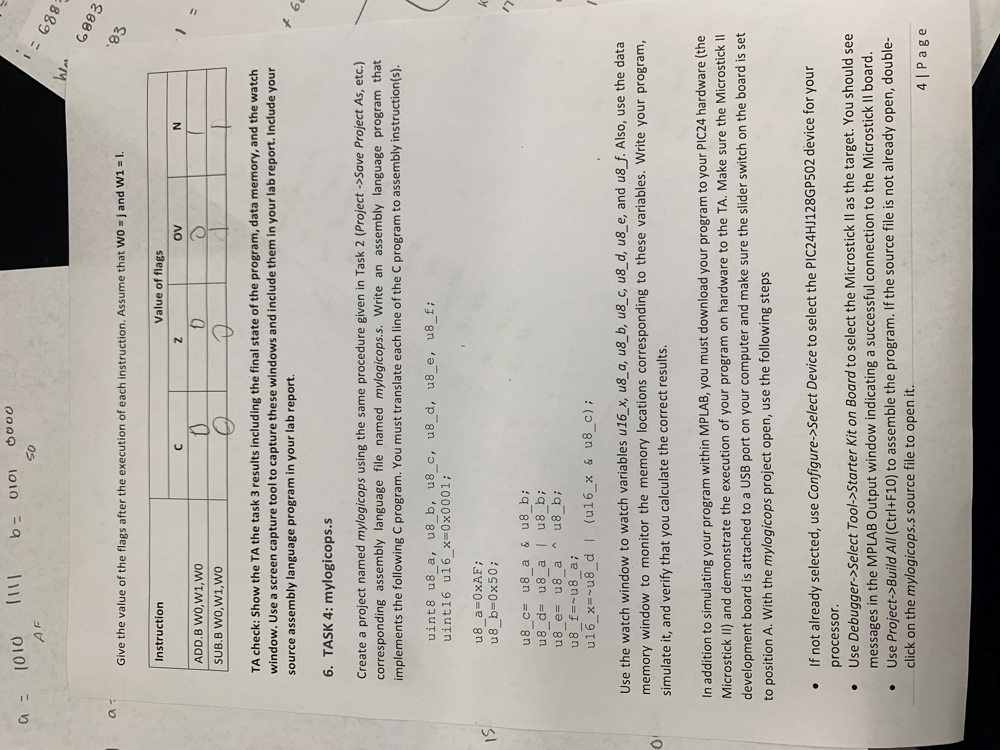 a = 1010 1111 b = 0101 0000
AF 50
i = 688
6883
'83
Give the value of the flags after the execution of each instruction. Assume that W0 = j and W1 = l.
Instruction Value of flags
C Z OV N
ADD.B W0,W1,W0 0 0 0 1
SUB.B W0,W1,W0 0 0 1 1
TA check: Show the TA the task 3 results including the final state of the program, data memory, and the watch
window. Use a screen capture tool to capture these windows and include them in your lab report. Include your
source assembly language program in your lab report.
6. TASK 4: mylogicops.s
Create a project named mylogicops using the same procedure given in Task 2 (Project ->Save Project As, etc.)
corresponding assembly language file named mylogicops.s. Write an assembly language program that
implements the following C program. You must translate each line of the C program to assembly instruction(s).
uint8 u8_a, u8_b, u8_c, u8_d, u8_e, u8_f;
uint16 u16_x=0x0001;
u8_a=0xAF;
u8_b=0x50;
u8_c= u8_a & u8_b;
u8_d= u8_a | u8_b;
u8_e= u8_a ^ u8_b;
u8_f=~u8_a;
u16_x=~u8_d | (u16_x & u8_c);
Use the watch window to watch variables u16_x, u8_a, u8_b, u8_c, u8_d, u8_e, and u8_f. Also, use the data
memory window to monitor the memory locations corresponding to these variables. Write your program,
simulate it, and verify that you calculate the correct results.
In addition to simulating your program within MPLAB, you must download your program to your PIC24 hardware (the
Microstick II) and demonstrate the execution of your program on hardware to the TA. Make sure the Microstick II
development board is attached to a USB port on your computer and make sure the slider switch on the board is set
to position A. With the mylogicops project open, use the following steps
• If not already selected, use Configure->Select Device to select the PIC24HJ128GP502 device for your
processor.
• Use Debugger->Select Tool->Starter Kit on Board to select the Microstick II as the target. You should see
messages in the MPLAB Output window indicating a successful connection to the Microstick II board.
• Use Project->Build All (Ctrl+F10) to assemble the program. If the source file is not already open, double-
click on the mylogicops.s source file to open it.
4 | Page